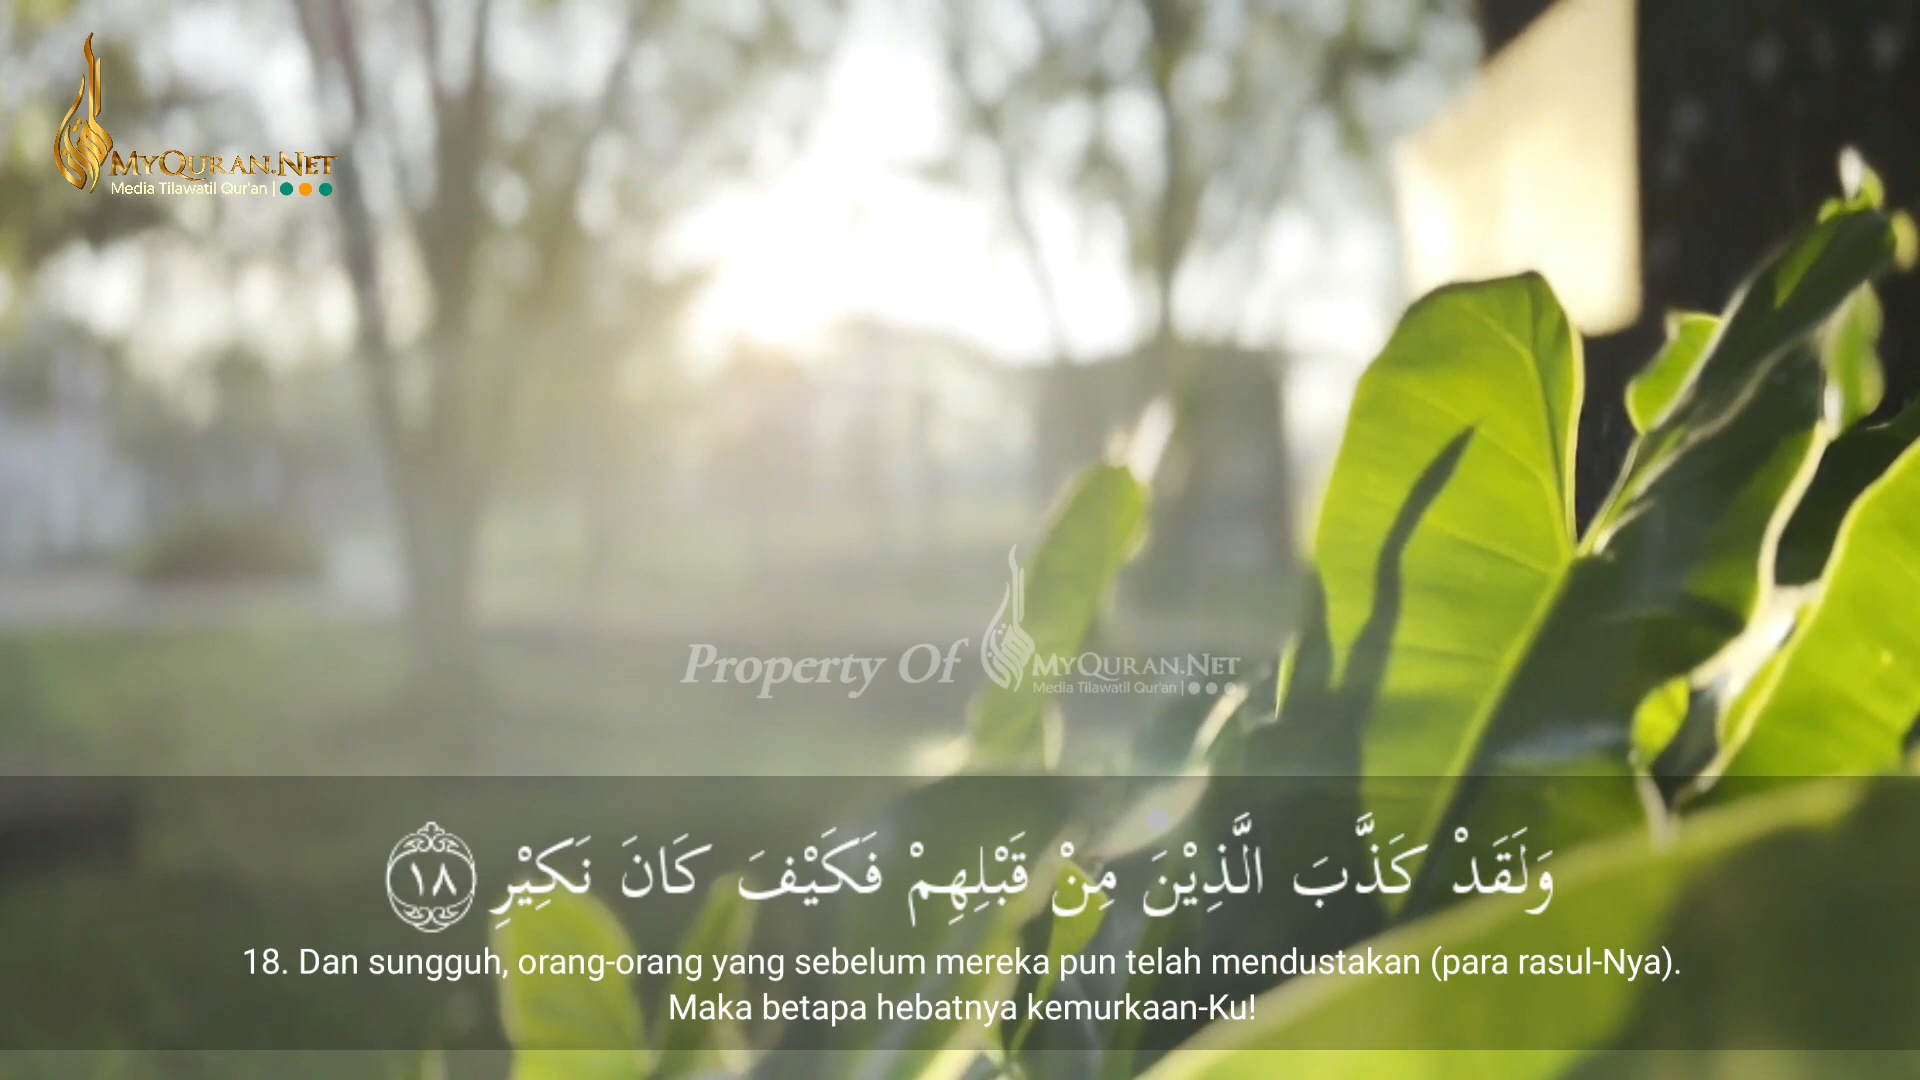 MyQuran.Net
Media Tilawatil Qur'an |
Property Of MyQuran.Net
Media Tilawatil Qur'an |
وَلَقَدْ كَذَّبَ الَّذِيْنَ مِنْ قَبْلِهِمْ فَكَيْفَ كَانَ نَكِيْرِ ١٨
18. Dan sungguh, orang-orang yang sebelum mereka pun telah mendustakan (para rasul-Nya).
Maka betapa hebatnya kemurkaan-Ku!